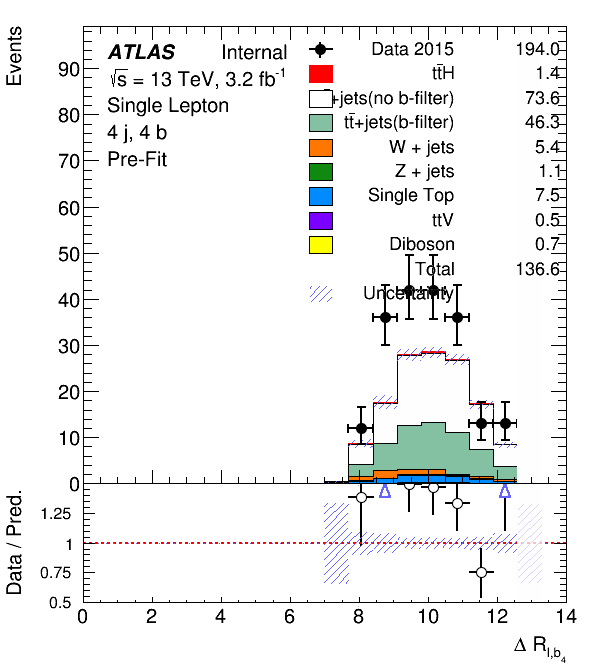 Events
ATLAS Internal
√s = 13 TeV, 3.2 fb-1
Single Lepton
4 j, 4 b
Pre-Fit
Data 2015 194.0
tt̄H 1.4
+jets(no b-filter) 73.6
tt̄+jets(b-filter) 46.3
W + jets 5.4
Z + jets 1.1
Single Top 7.5
ttV 0.5
Diboson 0.7
Total 136.6
Uncertainty
90
80
70
60
50
40
30
20
10
0
Data / Pred.
1.25
1
0.75
0.5
0 2 4 6 8 10 12 14
Δ Rl,b4